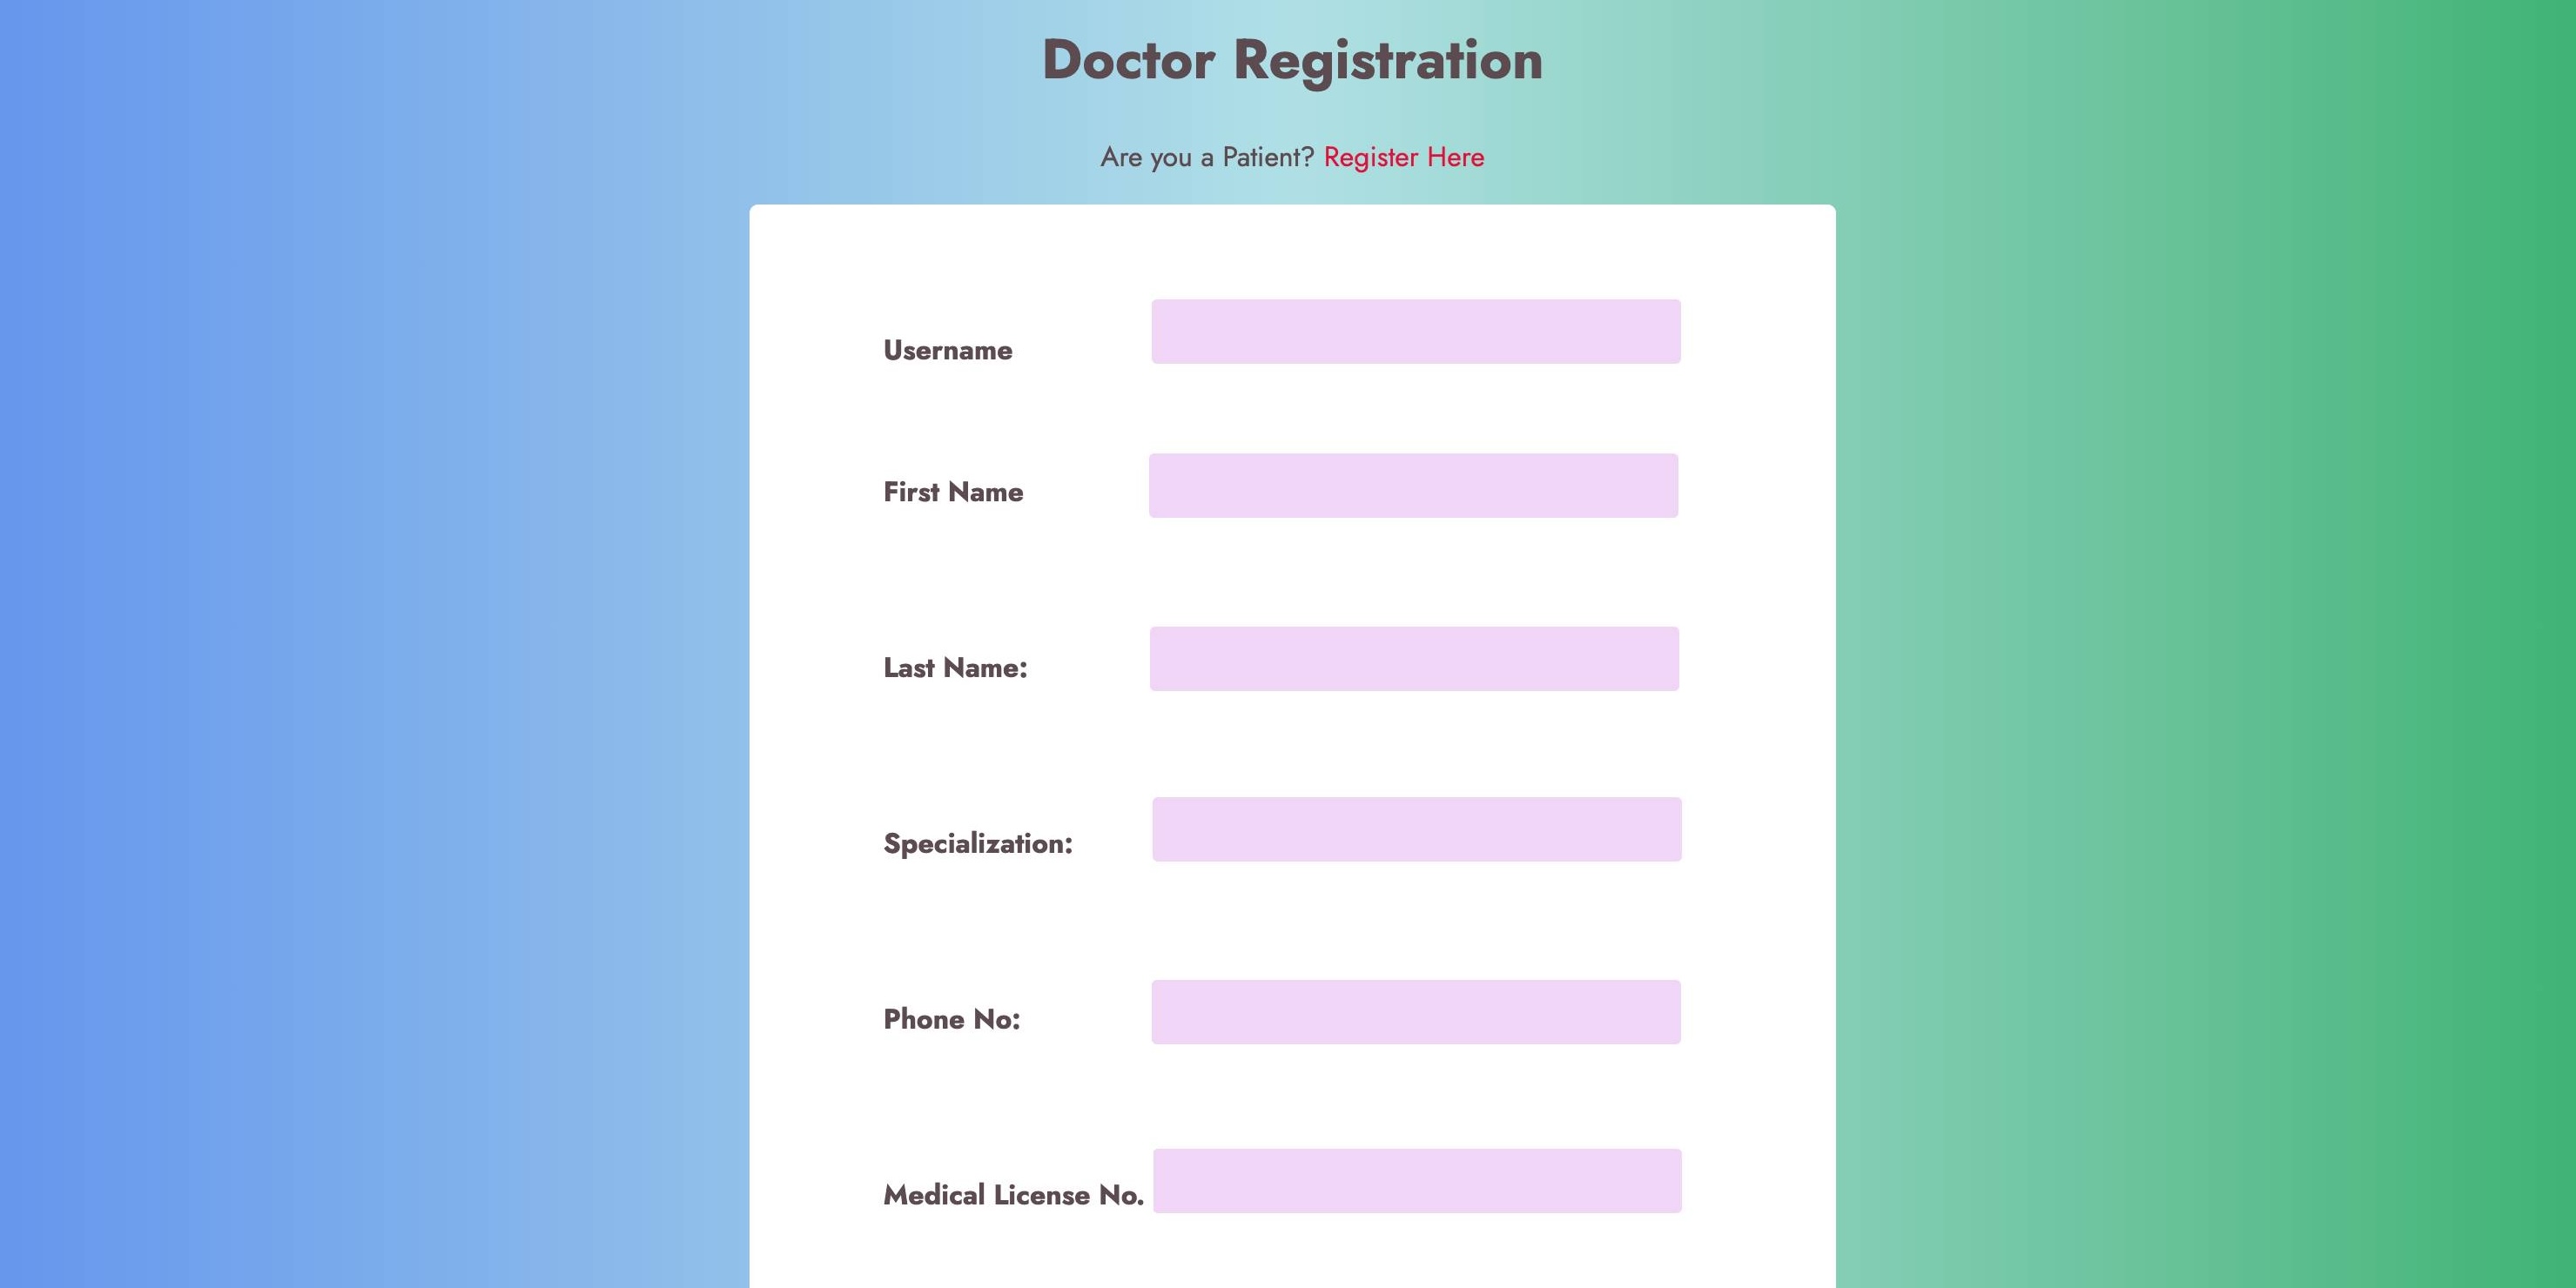 Doctor Registration
Are you a Patient? Register Here
Username
First Name
Last Name:
Specialization:
Phone No:
Medical License No.